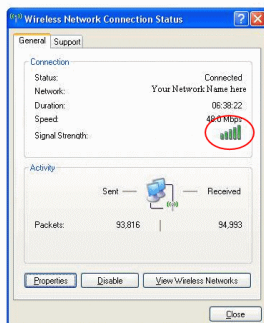 Wireless Network Connection Status
General Support
Connection
Status: Connected
Network: Your Network Name here
Duration: 06:38:22
Speed: 48.0 Mbps
Signal Strength:
Activity
Sent — — Received
Packets: 93,816 | 94,993
Properties Disable View Wireless Networks
Close